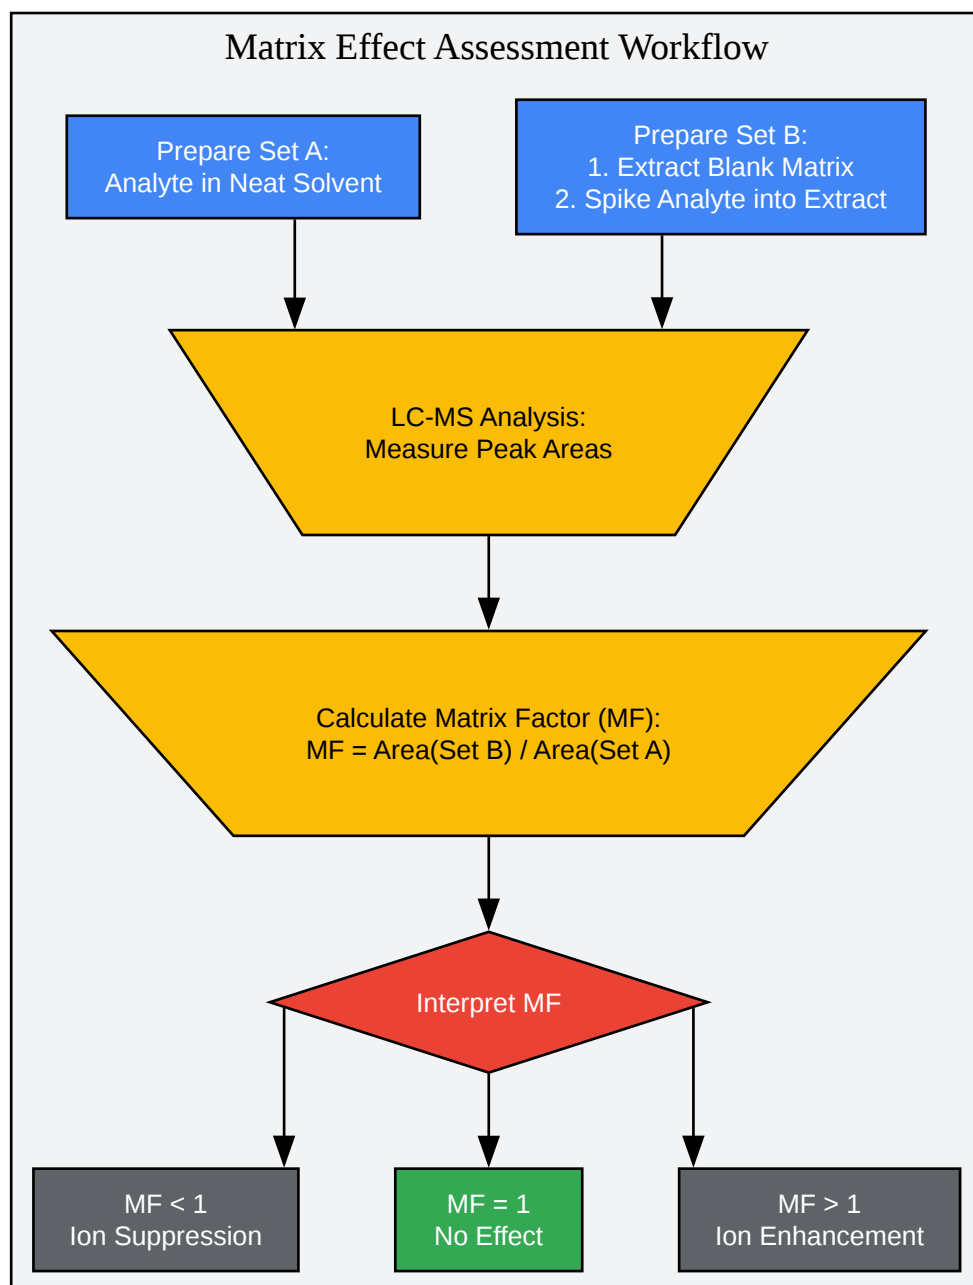 Matrix Effect Assessment Workflow
Prepare Set A:
Analyte in Neat Solvent
Prepare Set B:
1. Extract Blank Matrix
2. Spike Analyte into Extract
LC-MS Analysis:
Measure Peak Areas
Calculate Matrix Factor (MF):
MF = Area(Set B) / Area(Set A)
Interpret MF
MF < 1
Ion Suppression
MF = 1
No Effect
MF > 1
Ion Enhancement